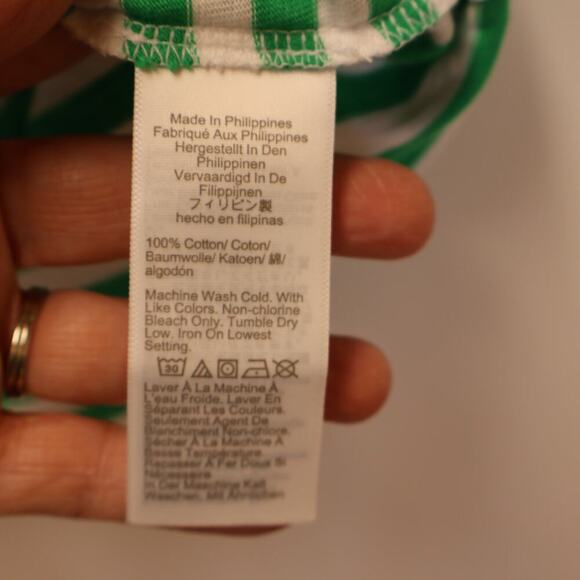 Made In Philippines
Fabriqué Aux Philippines
Hergestellt In Den
Philippinen
Vervaardigd In De
Filippijnen
フィリピン製
hecho en filipinas
100% Cotton/ Coton/
Baumwolle/ Katoen/ 綿/
algodón
Machine Wash Cold. With
Like Colors. Non-chlorine
Bleach Only. Tumble Dry
Low. Iron On Lowest
Setting.
30
Laver À La Machine À
L'eau Froide. Laver En
Séparant Les Couleurs.
Seulement Agent De
Blanchiment Non-chlore.
Sécher À La Machine À
Basse Température.
Repasser À Fer Doux Si
Nécessaire
In Der Maschine Kalt
Waschen. Mit Ähnlichen